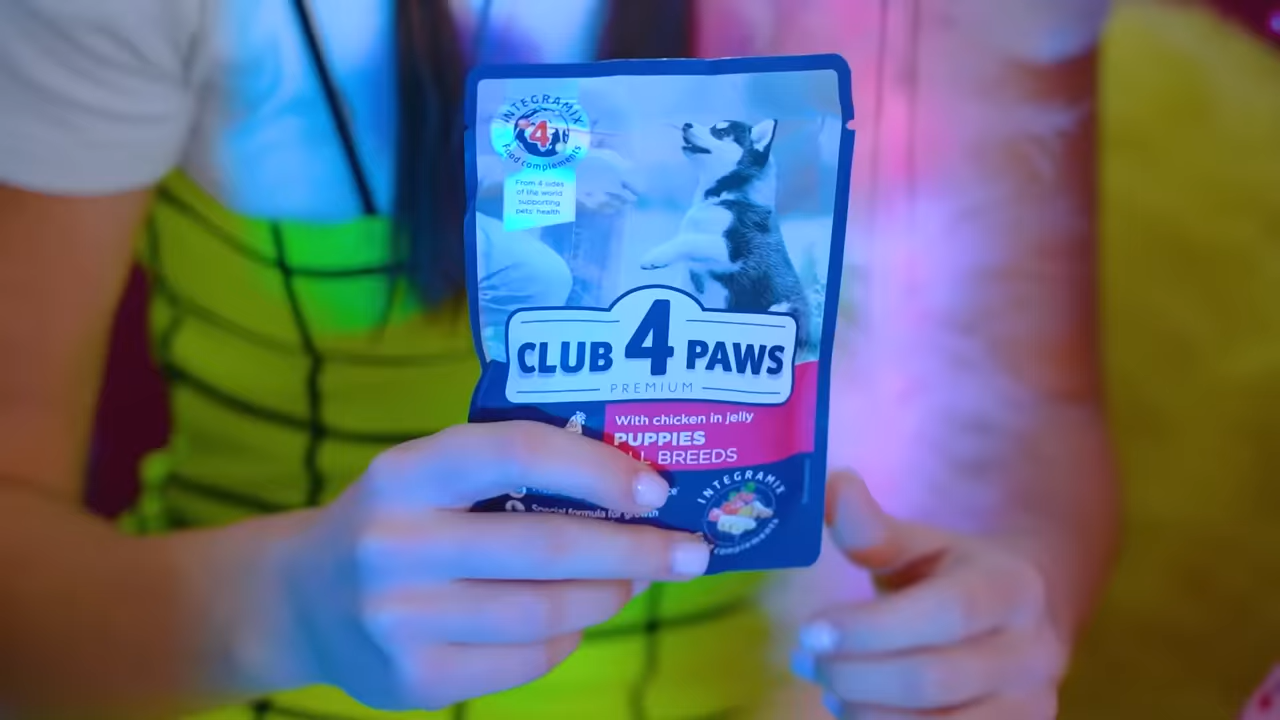 INTEGRAMIX
4
Food complements
From 4 sides
of the world
supporting
pets' health
CLUB 4 PAWS
PREMIUM
With chicken in jelly
PUPPIES
BREEDS
Special formula for growth
INTEGRAMIX
complements